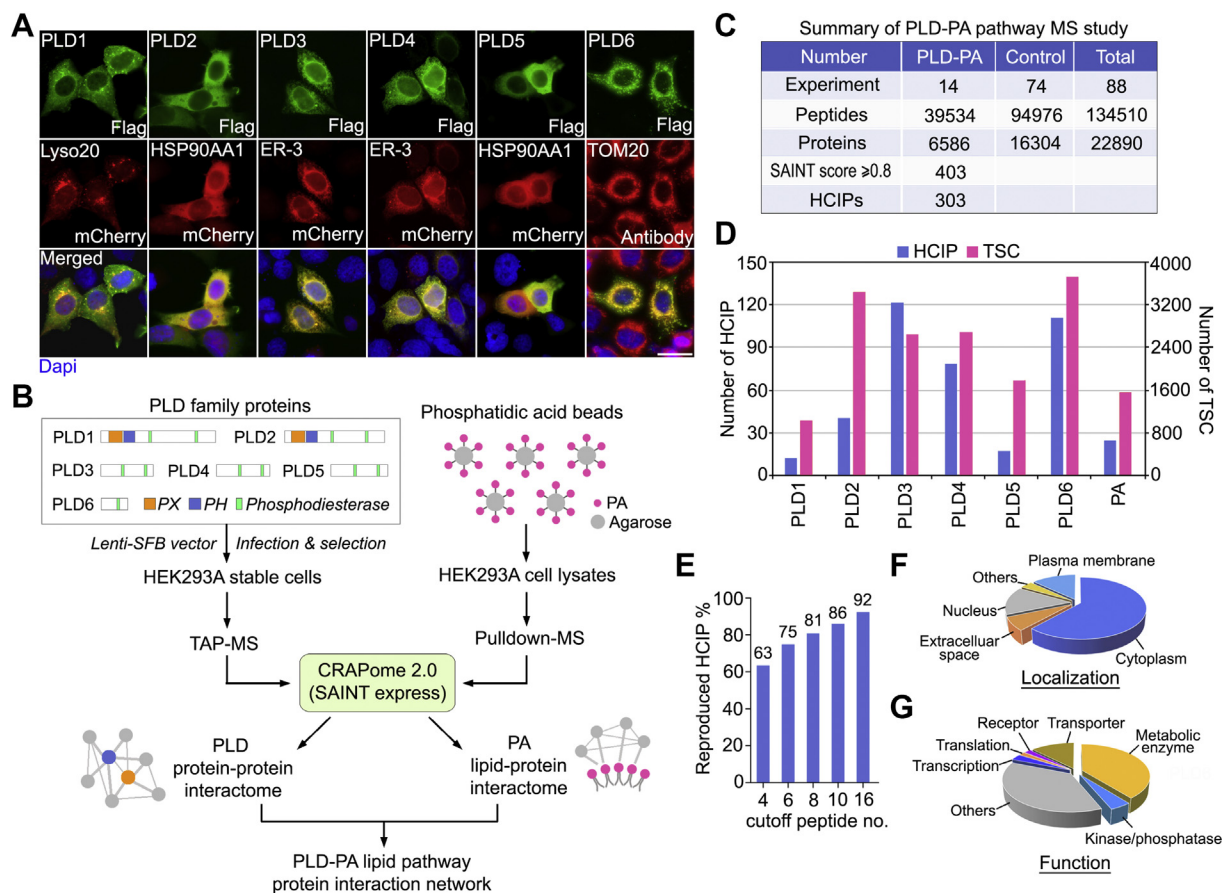 A
PLD1 PLD2 PLD3 PLD4 PLD5 PLD6
Flag Flag Flag Flag Flag Flag
Lyso20 HSP90AA1 ER-3 ER-3 HSP90AA1 TOM20
mCherry mCherry mCherry mCherry mCherry Antibody
Merged
Dapi
B
PLD family proteins
PLD1 PLD2
PLD3 PLD4 PLD5
PLD6 PX PH Phosphodiesterase
Lenti-SFB vector Infection & selection
HEK293A stable cells
TAP-MS
Phosphatidic acid beads
PA
Agarose
HEK293A cell lysates
Pulldown-MS
CRAPome 2.0
(SAINT express)
PLD
protein-protein
interactome
PA
lipid-protein
interactome
PLD-PA lipid pathway
protein interaction network
C
Summary of PLD-PA pathway MS study
Number PLD-PA Control Total
Experiment 14 74 88
Peptides 39534 94976 134510
Proteins 6586 16304 22890
SAINT score ⩾0.8 403
HCIPs 303
D
HCIP TSC
Number of HCIP
150
120
90
60
30
0
4000
3200
2400
1600
800
0
Number of TSC
PLD1 PLD2 PLD3 PLD4 PLD5 PLD6 PA
E
Reproduced HCIP %
100
80
60
40
20
0
63 75 81 86 92
4 6 8 10 16
cutoff peptide no.
F
Plasma membrane
Others
Nucleus
Extracelluar
space
Cytoplasm
Localization
G
Receptor
Transporter
Translation
Transcription
Others
Metabolic
enzyme
Kinase/phosphatase
Function